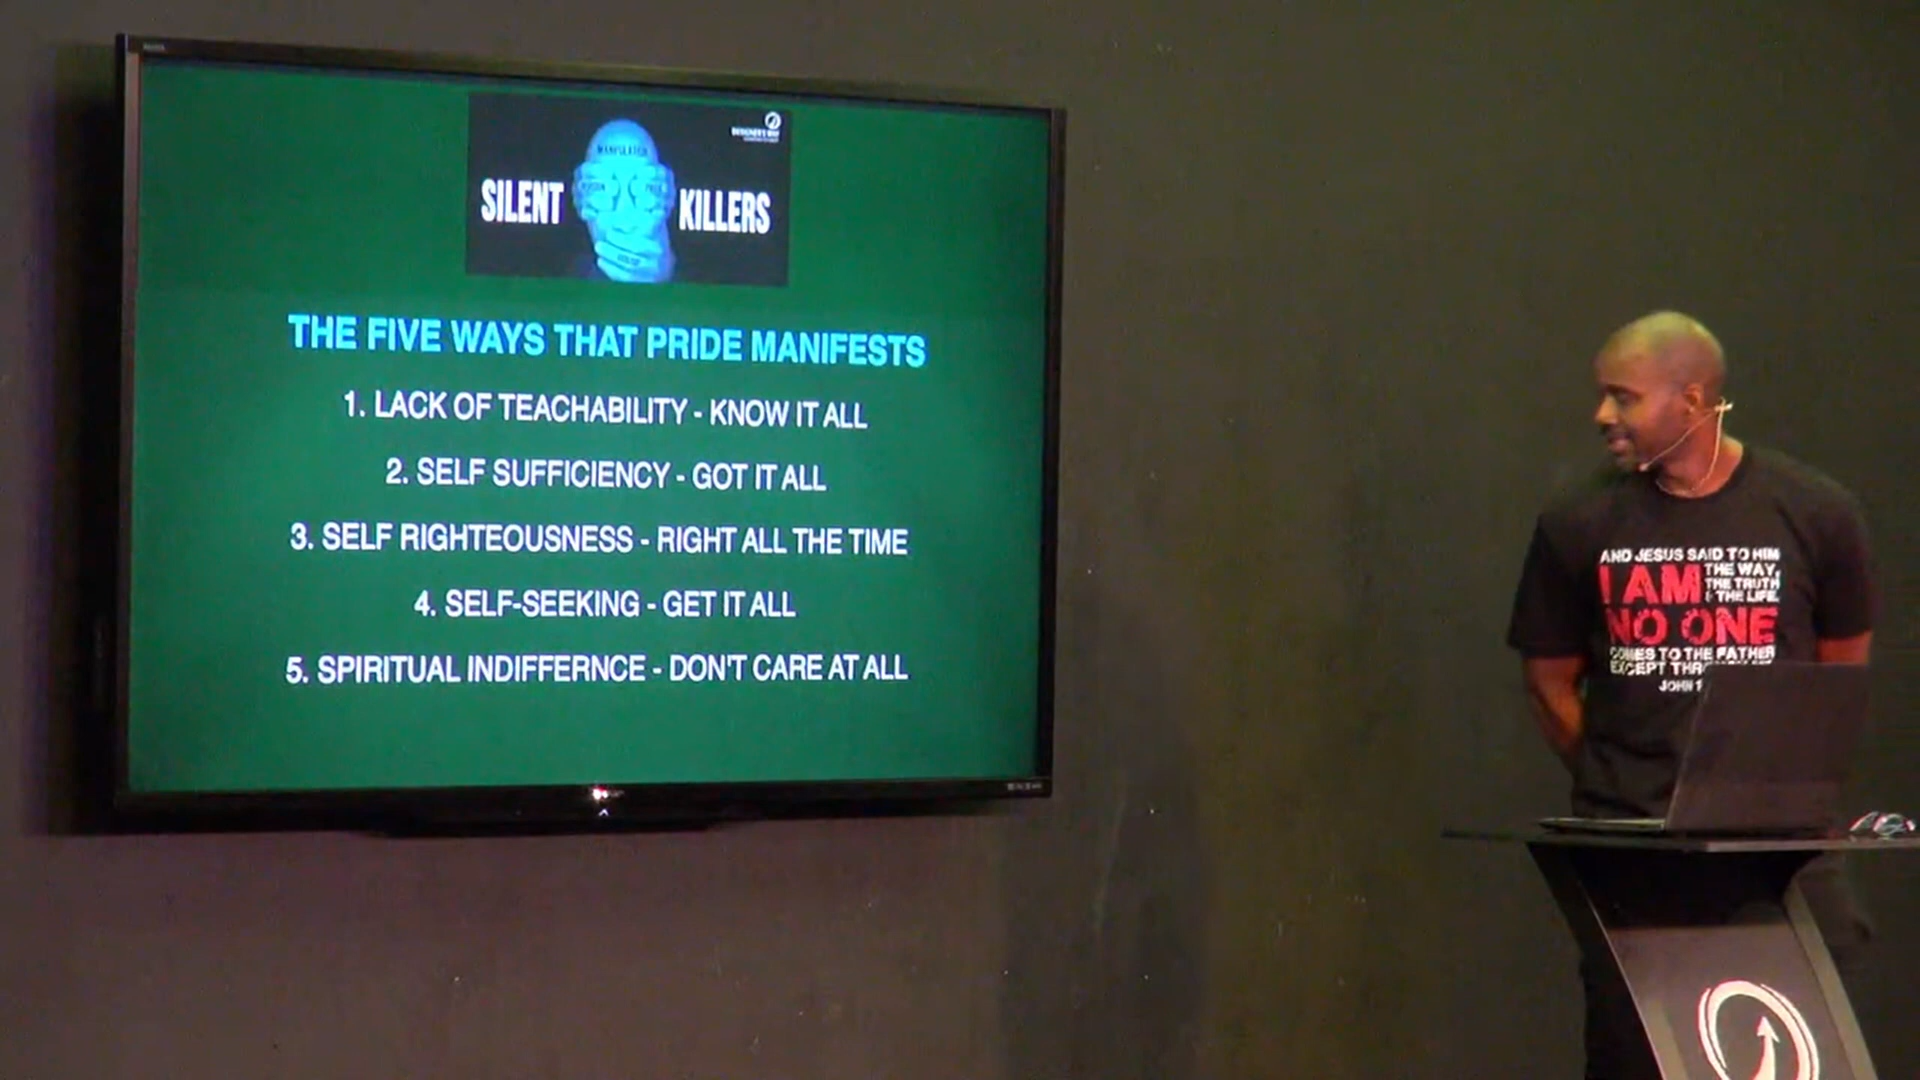 SILENT KILLERS
THE FIVE WAYS THAT PRIDE MANIFESTS
1. LACK OF TEACHABILITY - KNOW IT ALL
2. SELF SUFFICIENCY - GOT IT ALL
3. SELF RIGHTEOUSNESS - RIGHT ALL THE TIME
4. SELF-SEEKING - GET IT ALL
5. SPIRITUAL INDIFFERNCE - DON'T CARE AT ALL
AND JESUS SAID TO HIM
I AM
THE WAY,
THE TRUTH
& THE LIFE.
NO ONE
COMES TO THE FATHER
EXCEPT
JOHN